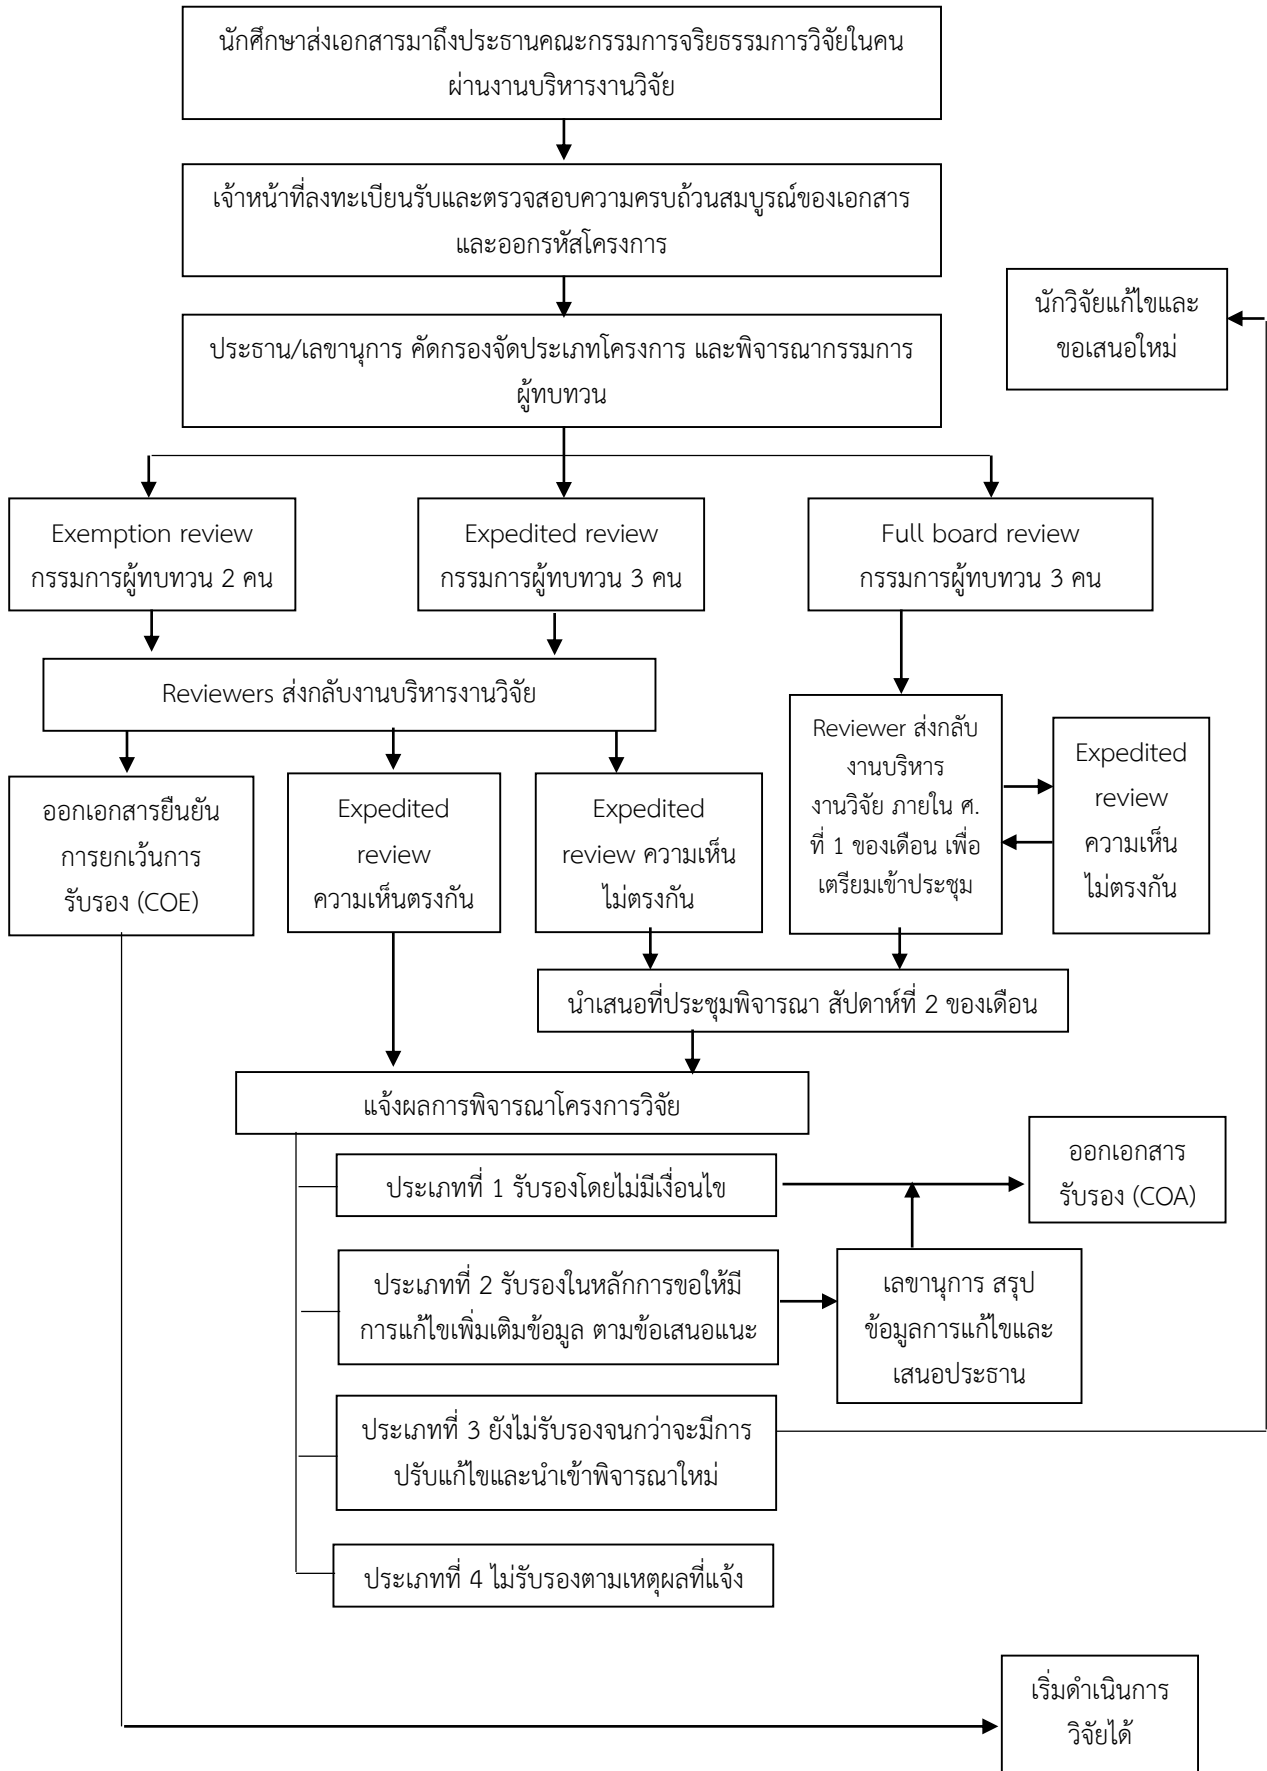 นักศึกษาส่งเอกสารมาถึงประธานคณะกรรมการจริยธรรมการวิจัยในคน
ผ่านงานบริหารงานวิจัย
เจ้าหน้าที่ลงทะเบียนรับและตรวจสอบความครบถ้วนสมบูรณ์ของเอกสาร
และออกรหัสโครงการ
นักวิจัยแก้ไขและ
ขอเสนอใหม่
ประธาน/เลขานุการ คัดกรองจัดประเภทโครงการ และพิจารณากรรมการ
ผู้ทบทวน
Exemption review
กรรมการผู้ทบทวน 2 คน
Expedited review
กรรมการผู้ทบทวน 3 คน
Full board review
กรรมการผู้ทบทวน 3 คน
Reviewers ส่งกลับงานบริหารงานวิจัย
ออกเอกสารยืนยัน
การยกเว้นการ
รับรอง (COE)
Expedited
review
ความเห็นตรงกัน
Expedited
review ความเห็น
ไม่ตรงกัน
Reviewer ส่งกลับ
งานบริหาร
งานวิจัย ภายใน ศ.
ที่ 1 ของเดือน เพื่อ
เตรียมเข้าประชุม
Expedited
review
ความเห็น
ไม่ตรงกัน
นำเสนอที่ประชุมพิจารณา สัปดาห์ที่ 2 ของเดือน
แจ้งผลการพิจารณาโครงการวิจัย
ประเภทที่ 1 รับรองโดยไม่มีเงื่อนไข
ออกเอกสาร
รับรอง (COA)
ประเภทที่ 2 รับรองในหลักการขอให้มี
การแก้ไขเพิ่มเติมข้อมูล ตามข้อเสนอแนะ
เลขานุการ สรุป
ข้อมูลการแก้ไขและ
เสนอประธาน
ประเภทที่ 3 ยังไม่รับรองจนกว่าจะมีการ
ปรับแก้ไขและนำเข้าพิจารณาใหม่
ประเภทที่ 4 ไม่รับรองตามเหตุผลที่แจ้ง
เริ่มดำเนินการ
วิจัยได้